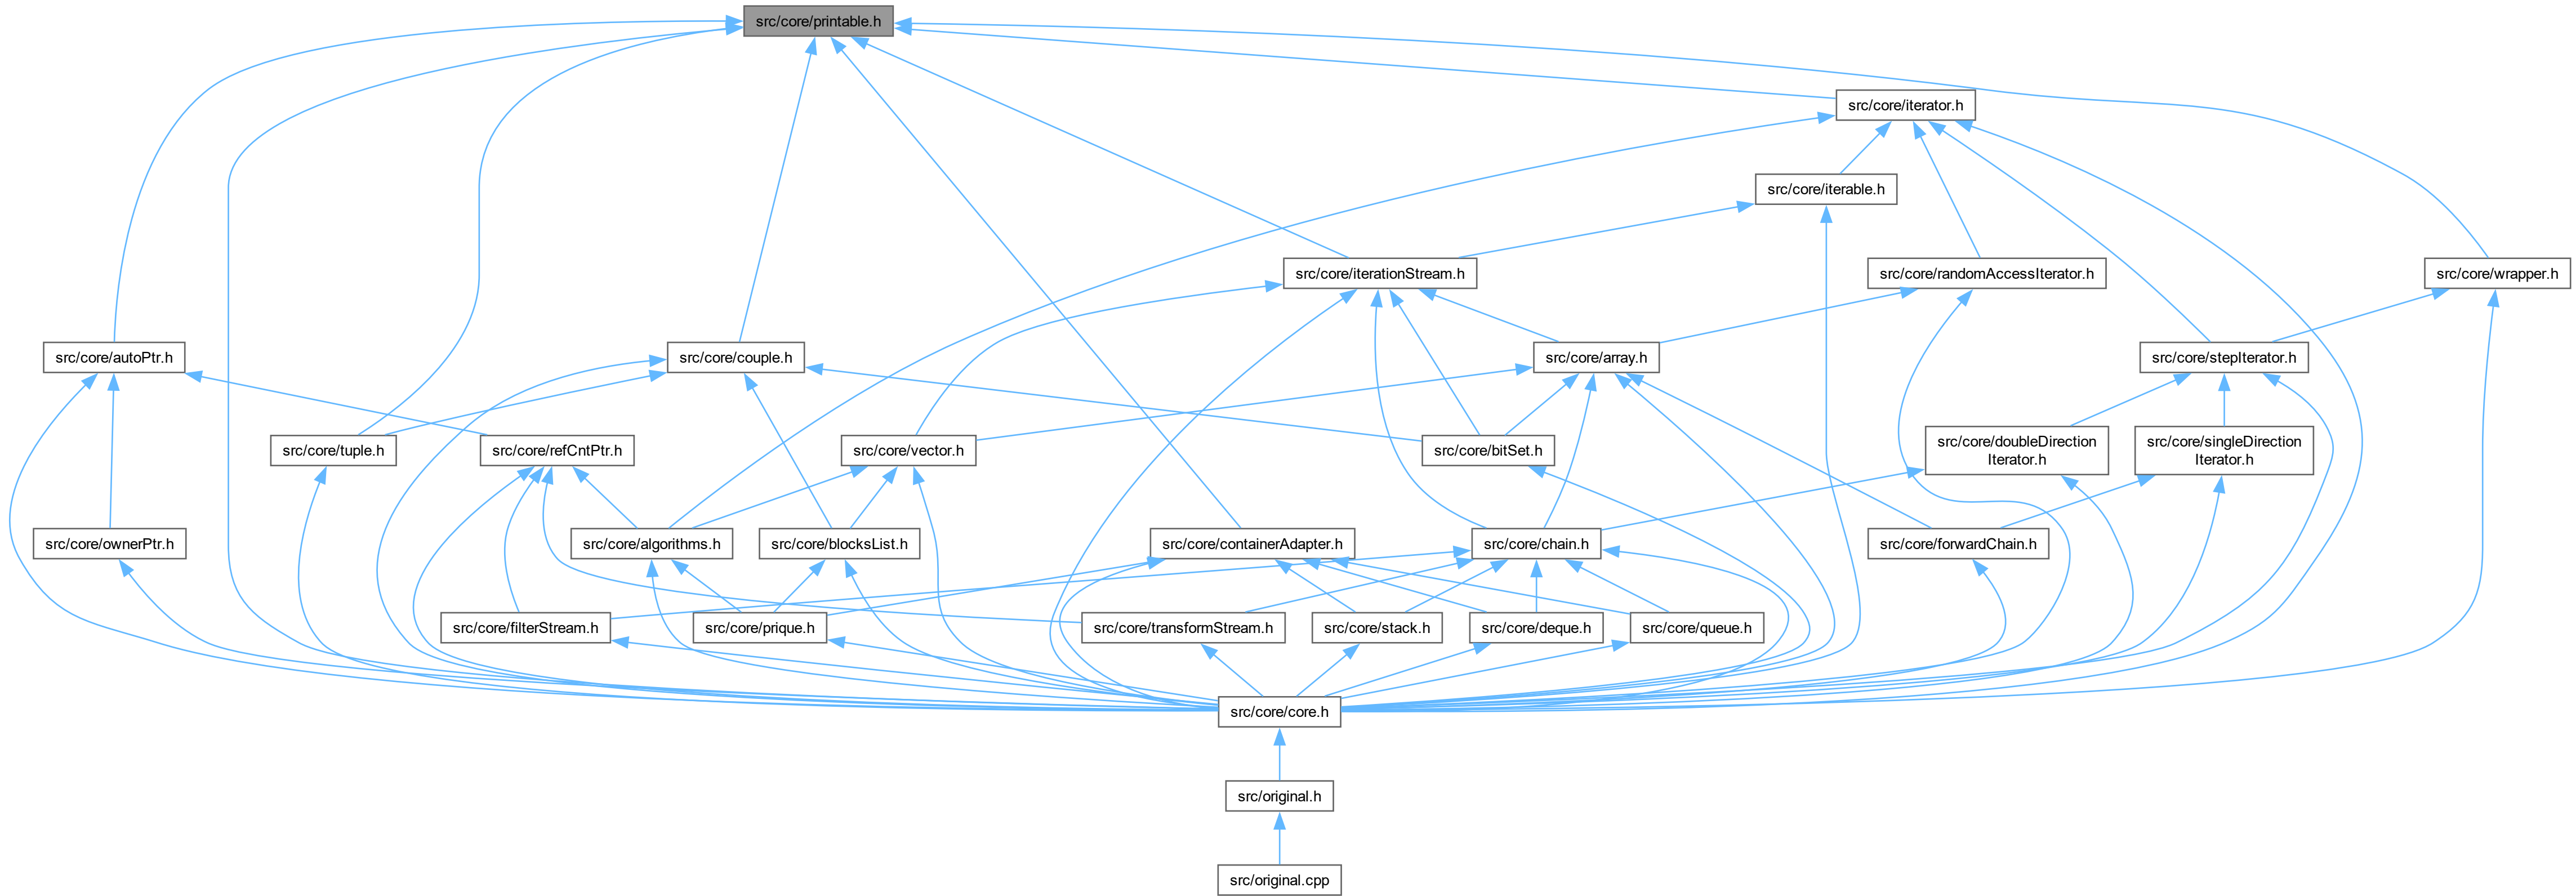 src/core/printable.h
src/core/iterator.h
src/core/iterable.h
src/core/iterationStream.h
src/core/randomAccessIterator.h
src/core/wrapper.h
src/core/autoPtr.h
src/core/couple.h
src/core/array.h
src/core/stepIterator.h
src/core/tuple.h
src/core/refCntPtr.h
src/core/vector.h
src/core/bitSet.h
src/core/doubleDirection
Iterator.h
src/core/singleDirection
Iterator.h
src/core/ownerPtr.h
src/core/algorithms.h
src/core/blocksList.h
src/core/containerAdapter.h
src/core/chain.h
src/core/forwardChain.h
src/core/filterStream.h
src/core/prique.h
src/core/transformStream.h
src/core/stack.h
src/core/deque.h
src/core/queue.h
src/core/core.h
src/original.h
src/original.cpp